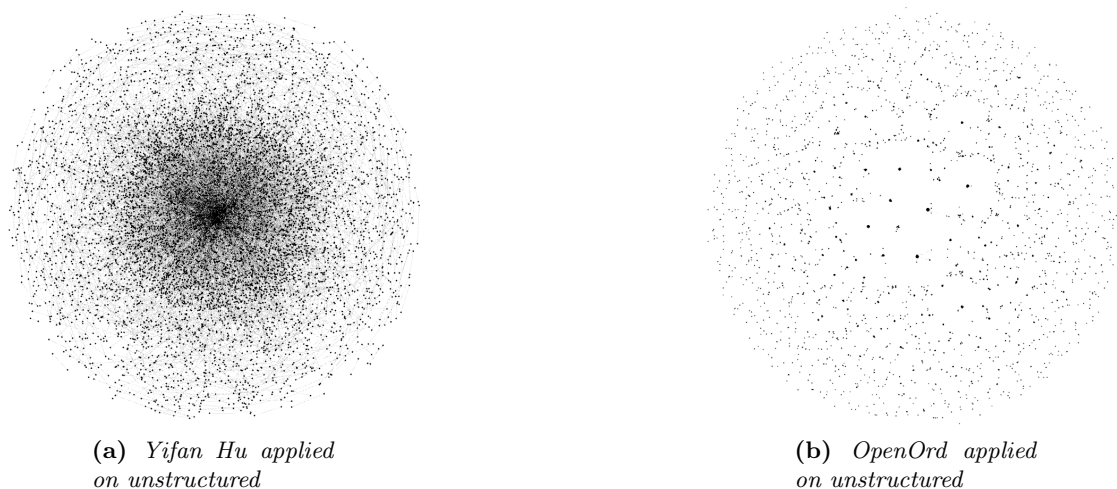 (a) Yifan Hu applied
on unstructured
(b) OpenOrd applied
on unstructured